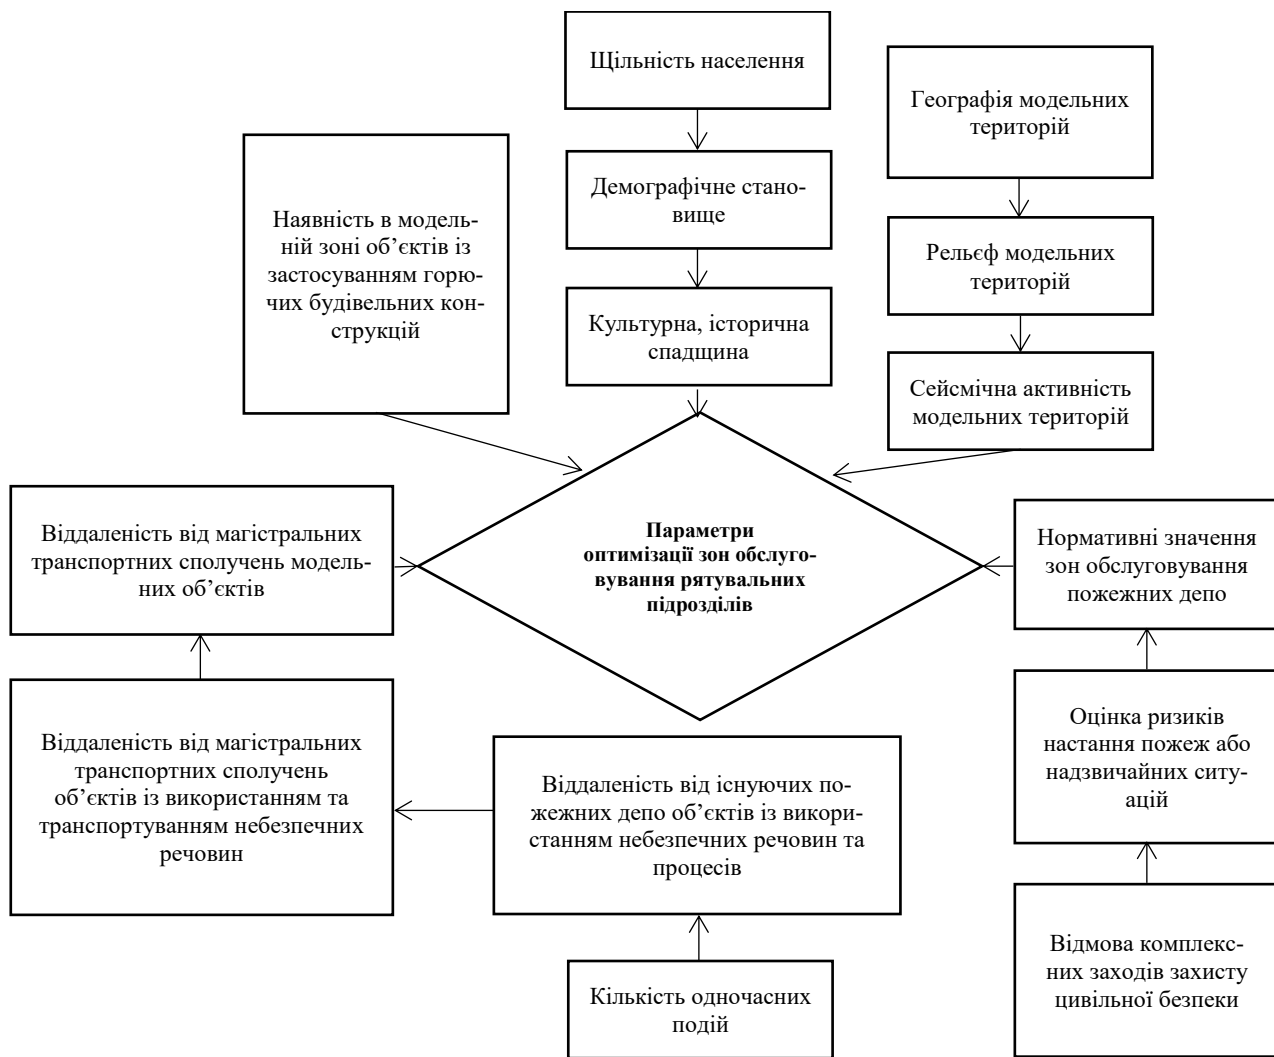 Щільність населення
Географія модельних
територій
Демографічне стано-
вище
Наявність в модель-
ній зоні об’єктів із
застосуванням горю-
чих будівельних кон-
струкцій
Рельєф модельних
територій
Культурна, історична
спадщина
Сейсмічна активність
модельних територій
Віддаленість від магістральних
транспортних сполучень модель-
них об’єктів
Параметри
оптимізації зон обслуго-
вування рятувальних
підрозділів
Нормативні значення
зон обслуговування
пожежних депо
Віддаленість від магістральних
транспортних сполучень
об’єктів із використанням та
транспортуванням небезпечних
речовин
Віддаленість від існуючих по-
жежних депо об’єктів із викори-
станням небезпечних речовин та
процесів
Оцінка ризиків
настання пожеж або
надзвичайних ситу-
ацій
Кількість одночасних
подій
Відмова комплекс-
них заходів захисту
цивільної безпеки